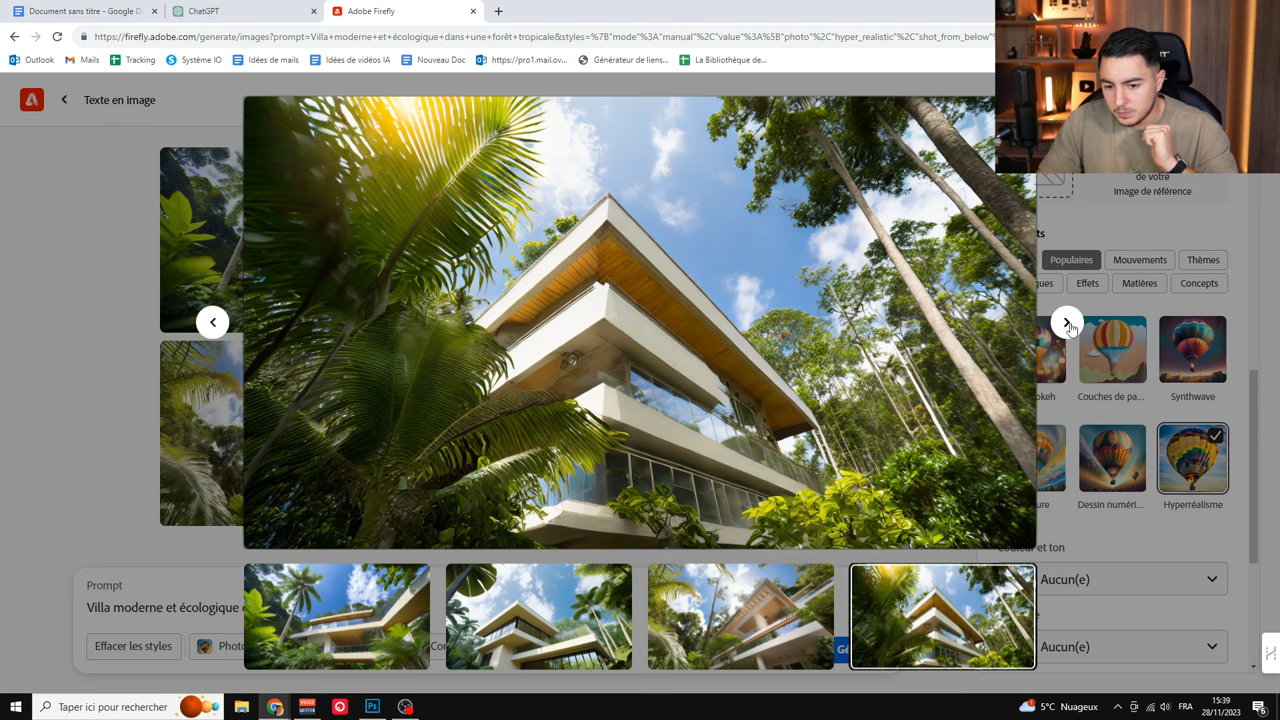 Document sans titre - Google D
ChatGPT
Adobe Firefly
https://firefly.adobe.com/generate/images?prompt=Villa+moderne+et+écologique+dans+une+forêt+tropicale&styles=%7B"mode"%3A"manual"%2C"value"%3A%5B"photo"%2C"hyper_realistic"%2C"shot_from_below"%
Outlook
Mails
Tracking
Système IO
Idées de mails
Idées de vidéos IA
Nouveau Doc
https://pro1.mail.ov...
Générateur de liens...
La Bibliothèque de...
Texte en image
de votre
image de référence
ts
Populaires
Mouvements
Thèmes
ques
Effets
Matières
Concepts
okeh
Couches de pa...
Synthwave
ure
Dessin numéri...
Hyperréalisme
Couleur et ton
Aucun(e)
Prompt
Villa moderne et écologique
Effacer les styles
Photo
Gé
Aucun(e)
Taper ici pour rechercher
Ps
5°C Nuageux
FRA
15:39
28/11/2023
6